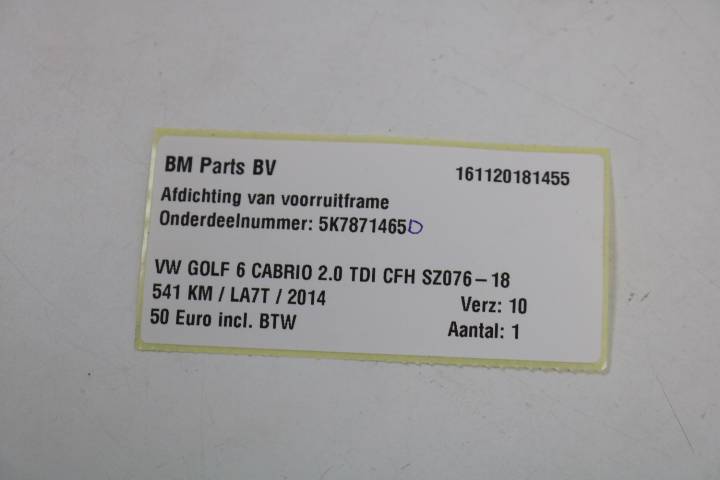 BM Parts BV 161120181455
Afdichting van voorruitframe
Onderdeelnummer: 5K7871465D
VW GOLF 6 CABRIO 2.0 TDI CFH SZ076-18
541 KM / LA7T / 2014 Verz: 10
50 Euro incl. BTW Aantal: 1